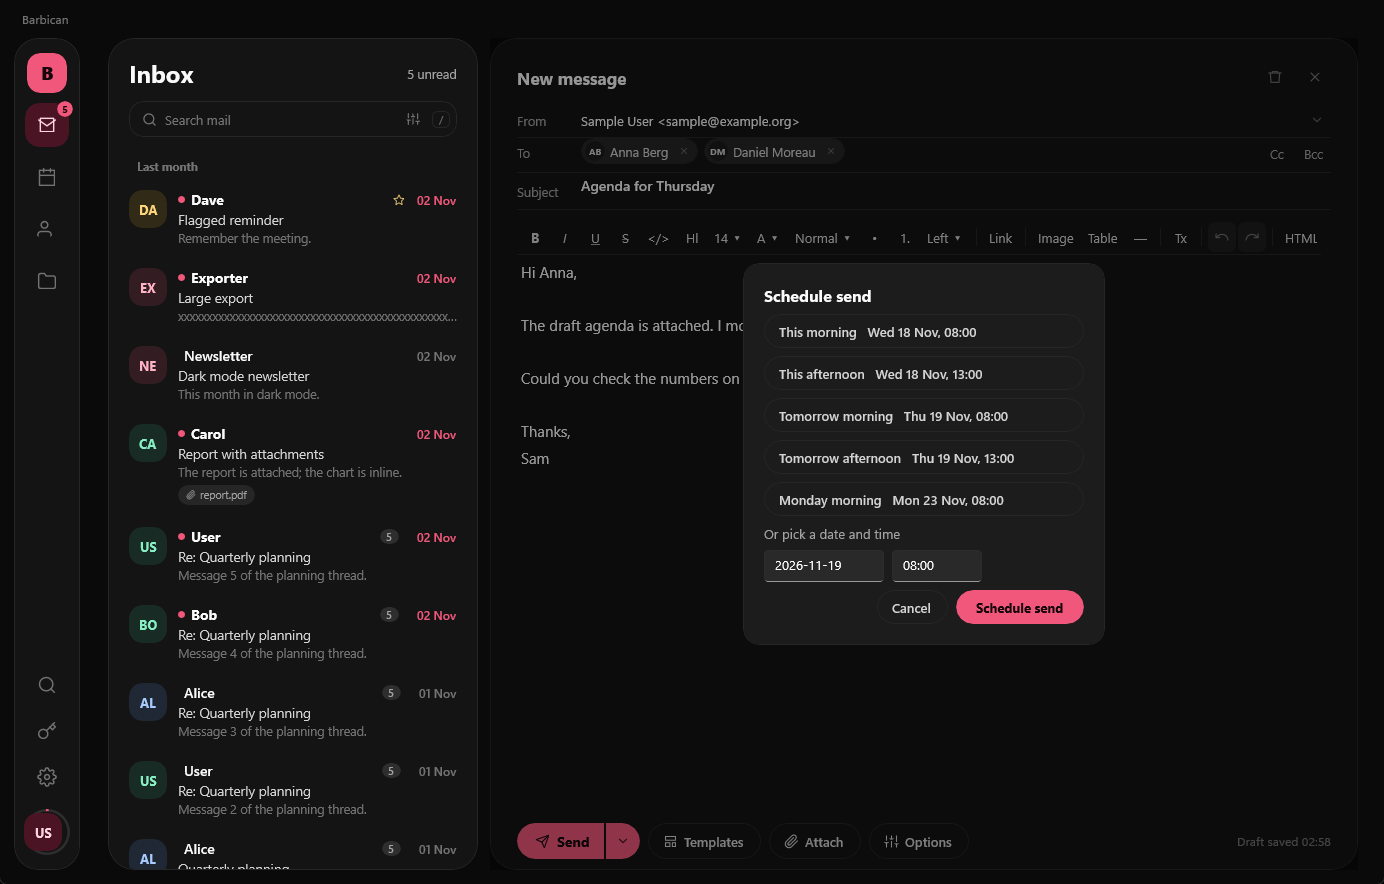 Barbican
B
5
US
Inbox
5 unread
Search mail
/
Last month
DA
Dave
02 Nov
Flagged reminder
Remember the meeting.
EX
Exporter
02 Nov
Large export
NE
Newsletter
02 Nov
Dark mode newsletter
This month in dark mode.
CA
Carol
02 Nov
Report with attachments
The report is attached; the chart is inline.
report.pdf
US
User
5
02 Nov
Re: Quarterly planning
Message 5 of the planning thread.
BO
Bob
5
02 Nov
Re: Quarterly planning
Message 4 of the planning thread.
AL
Alice
5
01 Nov
Re: Quarterly planning
Message 3 of the planning thread.
US
User
5
01 Nov
Re: Quarterly planning
Message 2 of the planning thread.
AL
Alice
5
01 Nov
Quarterly planning
New message
From
Sample User <sample@example.org>
To
AB Anna Berg ×
DM Daniel Moreau ×
Cc Bcc
Subject
Agenda for Thursday
B I U S </> Hl 14 A Normal • 1. Left Link Image Table — Tx HTML
Hi Anna,
The draft agenda is attached. I mo
Could you check the numbers on
Thanks,
Sam
Schedule send
This morning Wed 18 Nov, 08:00
This afternoon Wed 18 Nov, 13:00
Tomorrow morning Thu 19 Nov, 08:00
Tomorrow afternoon Thu 19 Nov, 13:00
Monday morning Mon 23 Nov, 08:00
Or pick a date and time
2026-11-19
08:00
Cancel
Schedule send
Send
Templates
Attach
Options
Draft saved 02:58